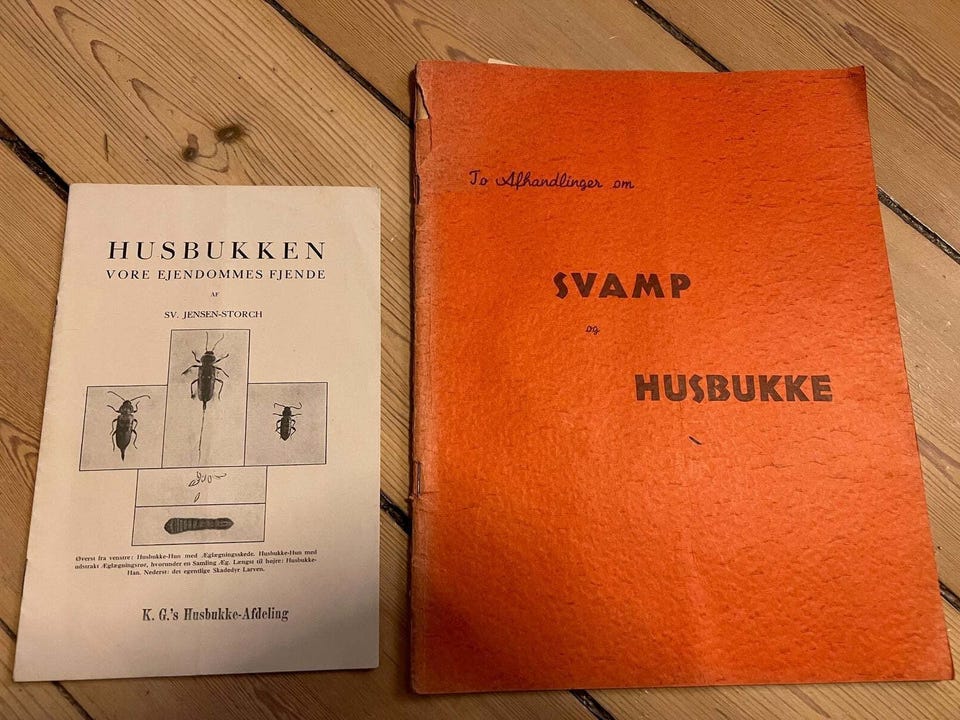 HUSBUKKEN
VORE EJENDOMMES FJENDE
AF
SV. JENSEN-STORCH
Øverst fra venstre: Husbukke-Hun med Æglægningsskede. Husbukke-Hun med
udstrakt Æglægningsrør, hvorunder en Samling Æg. Længst til højre: Husbukke-
Han. Nederst: det egentlige Skadedyr Larven.
K. G.'s Husbukke-Afdeling
To Afhandlinger om
SVAMP
og
HUSBUKKE